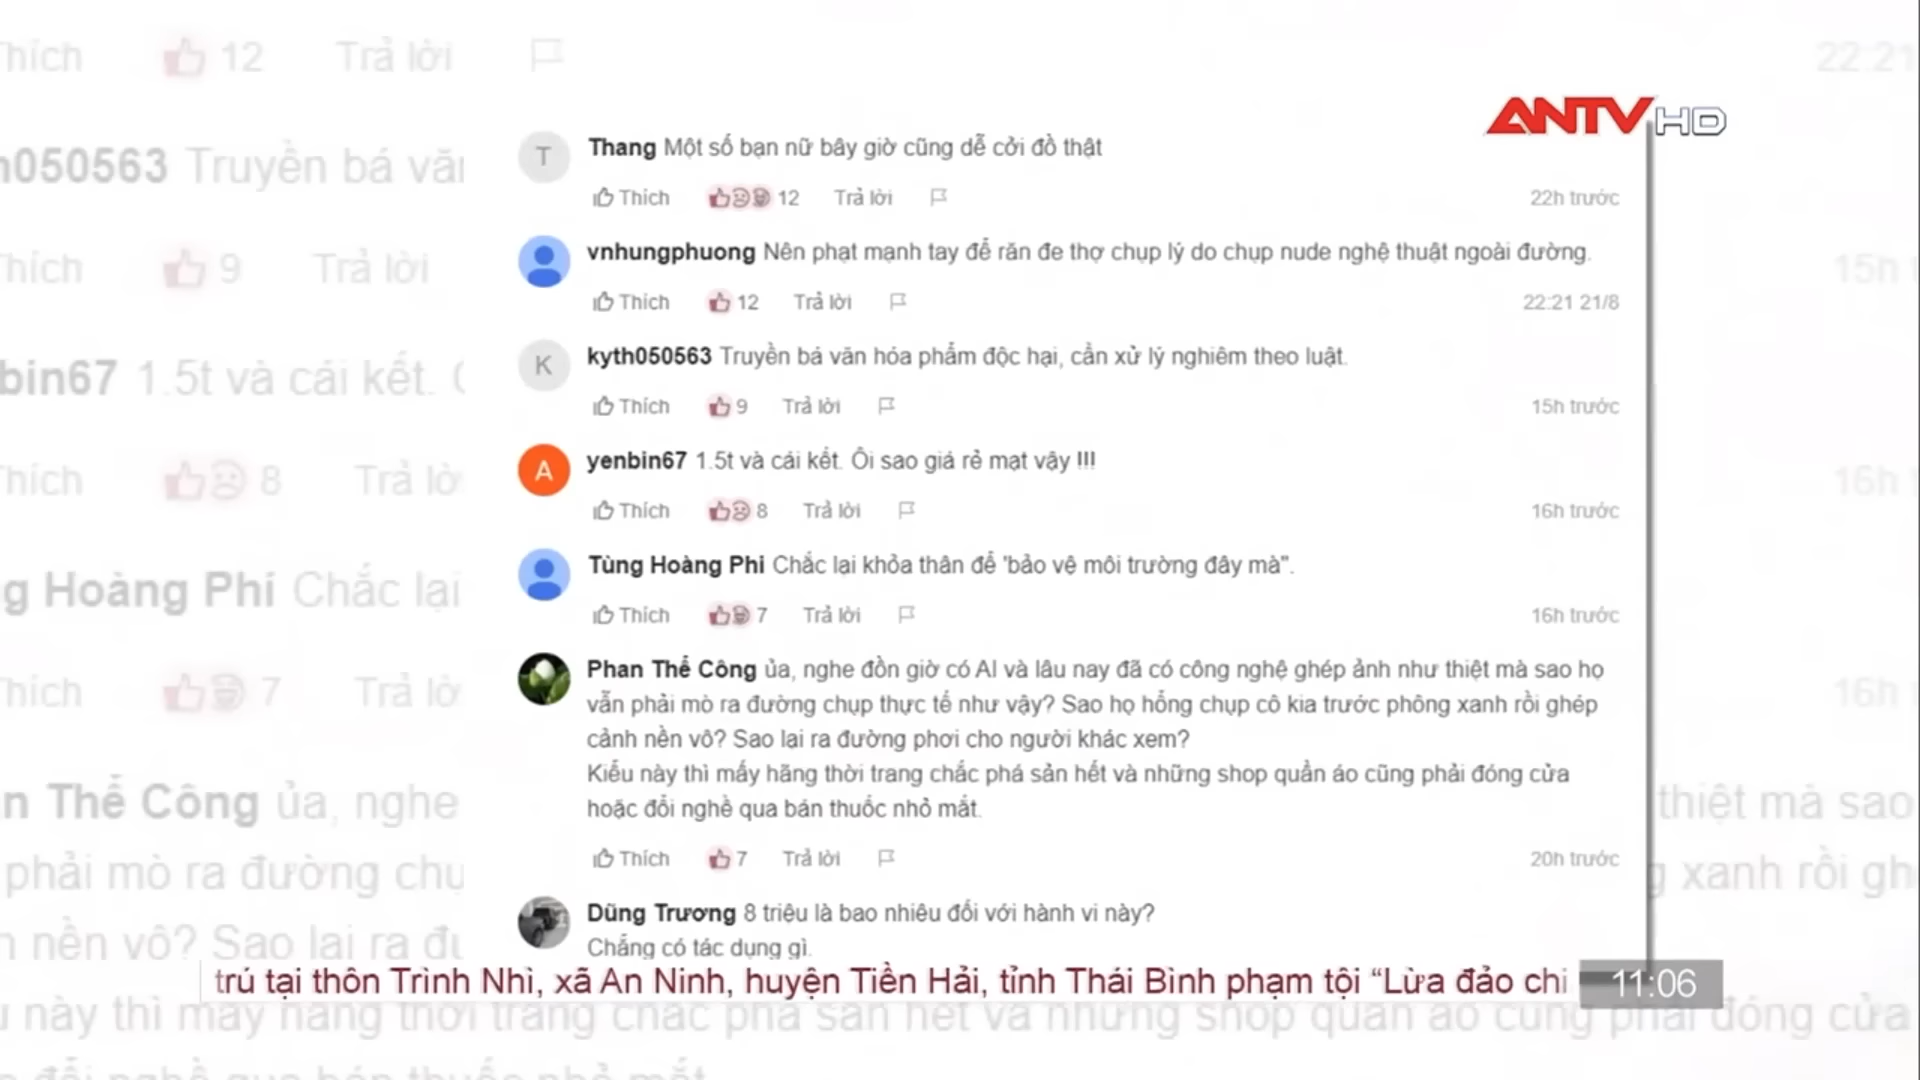 ANTV HD
T
Thang Một số bạn nữ bây giờ cũng dễ cởi đồ thật
Thích 12 Trả lời 22h trước
vnhungphuong Nên phạt mạnh tay để răn đe thợ chụp lý do chụp nude nghệ thuật ngoài đường.
Thích 12 Trả lời 22:21 21/8
K
kyth050563 Truyền bá văn hóa phẩm độc hại, cần xử lý nghiêm theo luật.
Thích 9 Trả lời 15h trước
A
yenbin67 1.5t và cái kết. Ôi sao giá rẻ mạt vậy !!!
Thích 8 Trả lời 16h trước
Tùng Hoàng Phi Chắc lại khỏa thân để 'bảo vệ môi trường đây mà".
Thích 7 Trả lời 16h trước
Phan Thế Công ủa, nghe đồn giờ có AI và lâu nay đã có công nghệ ghép ảnh như thiệt mà sao họ
vẫn phải mò ra đường chụp thực tế như vậy? Sao họ hổng chụp cô kia trước phông xanh rồi ghép
cảnh nền vô? Sao lại ra đường phơi cho người khác xem?
Kiểu này thì mấy hãng thời trang chắc phá sản hết và những shop quần áo cũng phải đóng cửa
hoặc đổi nghề qua bán thuốc nhỏ mắt.
Thích 7 Trả lời 20h trước
Dũng Trương 8 triệu là bao nhiêu đối với hành vi này?
Chẳng có tác dụng gì.
trú tại thôn Trình Nhì, xã An Ninh, huyện Tiền Hải, tỉnh Thái Bình phạm tội “Lừa đảo chi
11:06